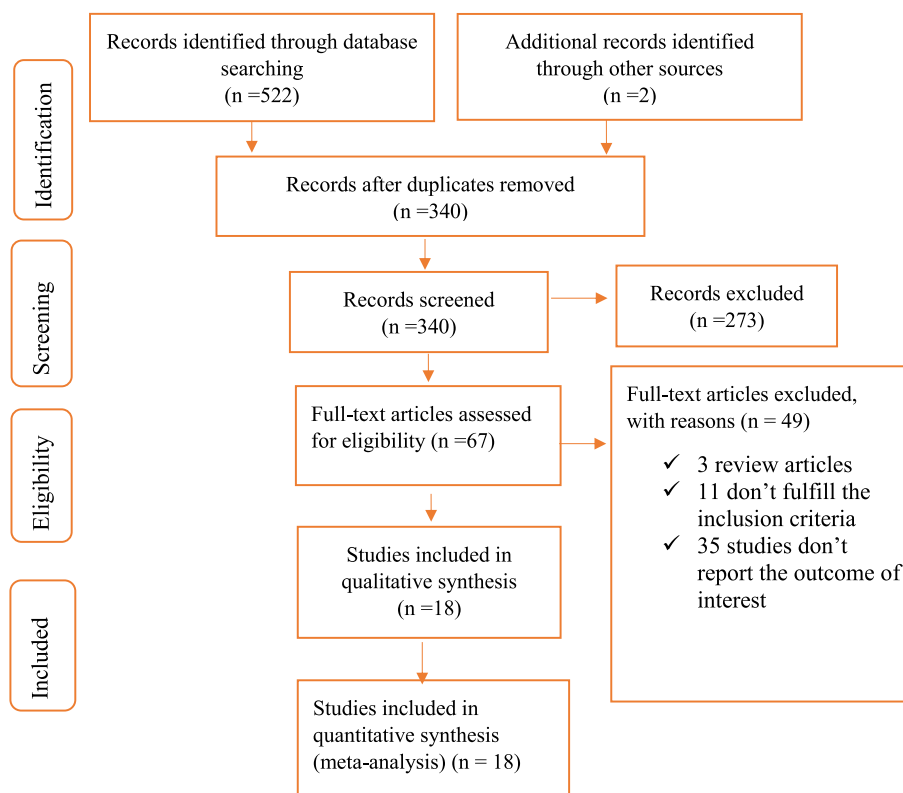 Records identified through database
searching
(n =522)
Additional records identified
through other sources
(n =2)
Identification
Records after duplicates removed
(n =340)
Screening
Records screened
(n =340)
Records excluded
(n =273)
Eligibility
Full-text articles assessed
for eligibility (n =67)
Full-text articles excluded,
with reasons (n = 49)
✓ 3 review articles
✓ 11 don’t fulfill the
inclusion criteria
✓ 35 studies don’t
report the outcome of
interest
Included
Studies included in
qualitative synthesis
(n =18)
Studies included in
quantitative synthesis
(meta-analysis) (n = 18)